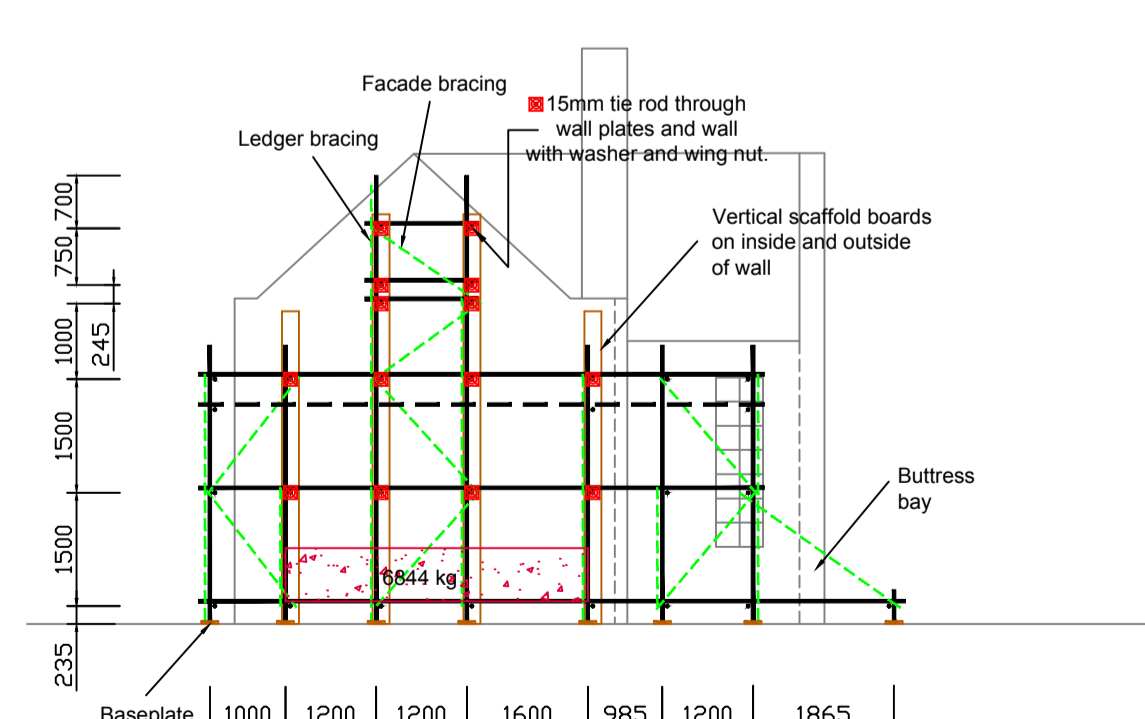 Facade bracing
15mm tie rod through
wall plates and wall
with washer and wing nut.
Ledger bracing
Vertical scaffold boards
on inside and outside
of wall
700
750
245
1000
1500
1500
235
Buttress
bay
6844 kg
Baseplate
1000 1200 1200 1600 985 1200 1865